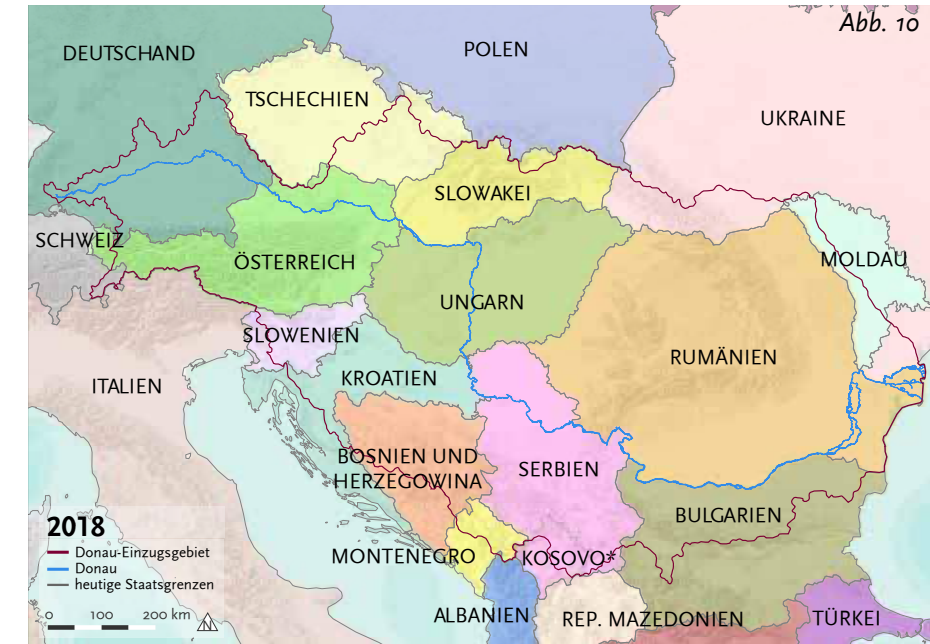 Abb. 10
DEUTSCHAND
POLEN
TSCHECHIEN
UKRAINE
SLOWAKEI
SCHWEIZ
ÖSTERREICH
MOLDAU
UNGARN
SLOWENIEN
RUMÄNIEN
ITALIEN
KROATIEN
BOSNIEN UND
HERZEGOWINA
SERBIEN
BULGARIEN
MONTENEGRO
KOSOVO*
ALBANIEN
REP. MAZEDONIEN
TÜRKEI
2018
Donau-Einzugsgebiet
Donau
heutige Staatsgrenzen
0 100 200 km
N